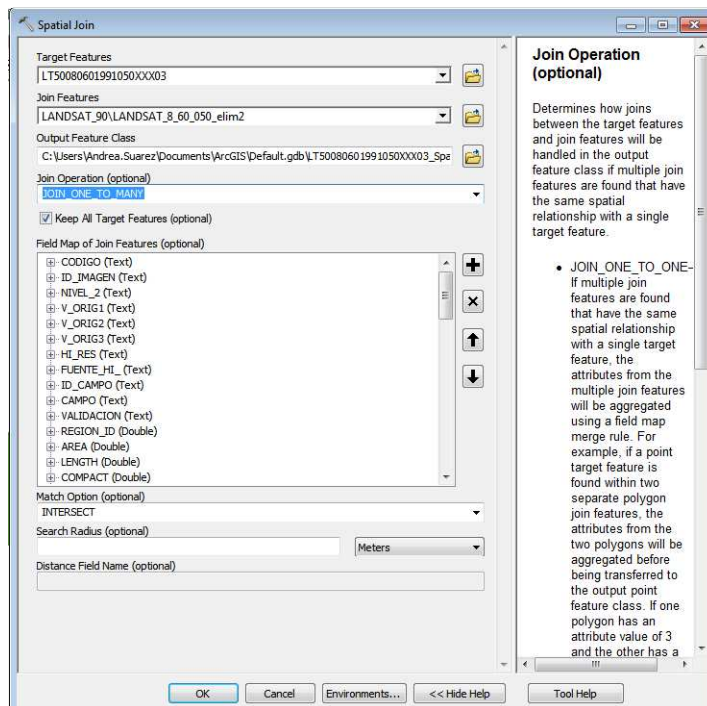 Spatial Join
Target Features
LT50080601991050XXX03
Join Features
LANDSAT_90\LANDSAT_8_60_050_elim2
Output Feature Class
C:\Users\Andrea.Suarez\Documents\ArcGIS\Default.gdb\LT50080601991050XXX03_Spa
Join Operation (optional)
JOIN_ONE_TO_MANY
Keep All Target Features (optional)
Field Map of Join Features (optional)
CODIGO (Text)
ID_IMAGEN (Text)
NIVEL_2 (Text)
V_ORIG1 (Text)
V_ORIG2 (Text)
V_ORIG3 (Text)
HI_RES (Text)
FUENTE_HI_ (Text)
ID_CAMPO (Text)
CAMPO (Text)
VALIDACION (Text)
REGION_ID (Double)
AREA (Double)
LENGTH (Double)
COMPACT (Double)
Match Option (optional)
INTERSECT
Search Radius (optional)
Meters
Distance Field Name (optional)
OK
Cancel
Environments...
<< Hide Help
Tool Help
Join Operation
(optional)
Determines how joins
between the target features
and join features will be
handled in the output
feature class if multiple join
features are found that have
the same spatial
relationship with a single
target feature.
• JOIN_ONE_TO_ONE—
If multiple join
features are found
that have the same
spatial relationship
with a single target
feature, the
attributes from the
multiple join features
will be aggregated
using a field map
merge rule. For
example, if a point
target feature is
found within two
separate polygon
join features, the
attributes from the
two polygons will be
aggregated before
being transferred to
the output point
feature class. If one
polygon has an
attribute value of 3
and the other has a